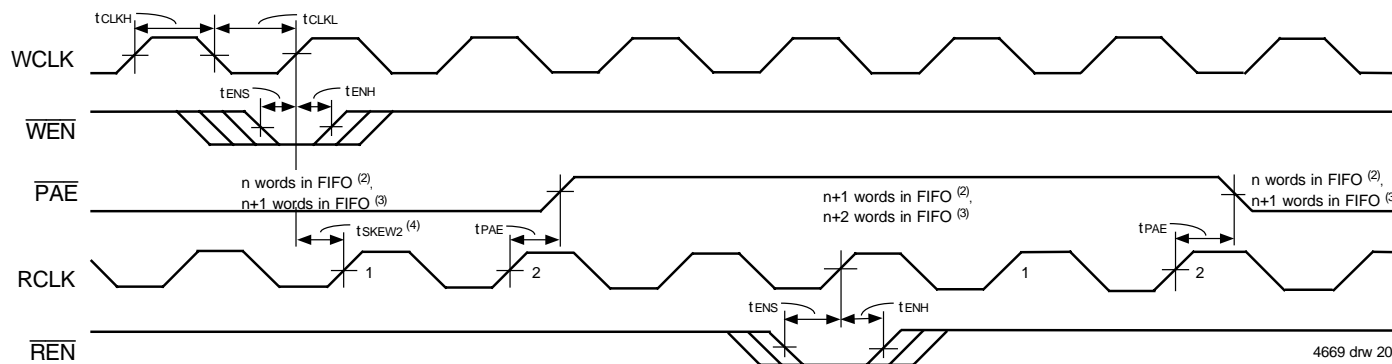 tCLKH
tCLKL
WCLK
tENS
tENH
WEN
PAE
n words in FIFO (2),
n+1 words in FIFO (3)
n+1 words in FIFO (2),
n+2 words in FIFO (3)
n words in FIFO (2),
n+1 words in FIFO (3
tSKEW2 (4)
tPAE
tPAE
RCLK
1
2
1
2
tENS
tENH
REN
4669 drw 20